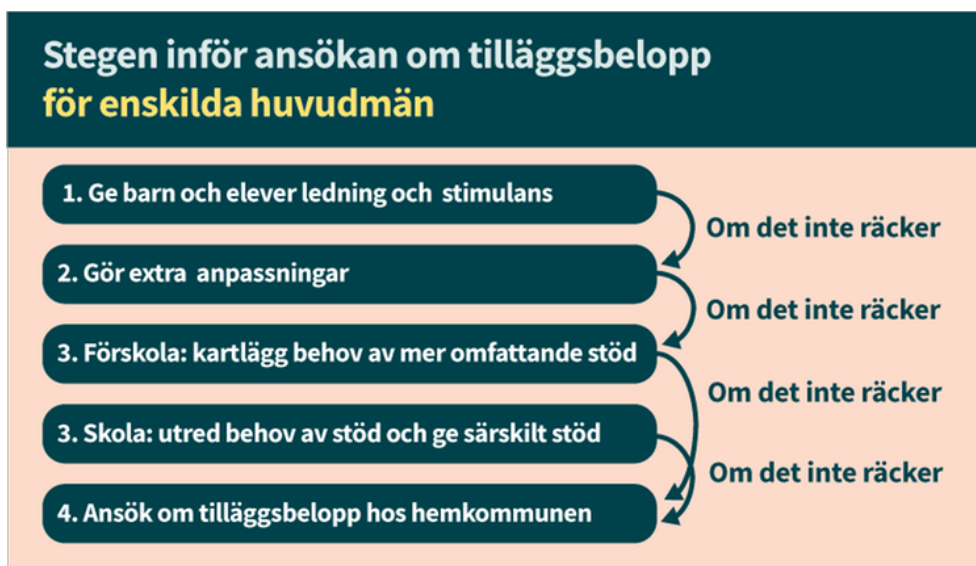 Stegen inför ansökan om tilläggsbelopp
för enskilda huvudmän
1. Ge barn och elever ledning och stimulans
Om det inte räcker
2. Gör extra anpassningar
Om det inte räcker
3. Förskola: kartlägg behov av mer omfattande stöd
Om det inte räcker
3. Skola: utred behov av stöd och ge särskilt stöd
Om det inte räcker
4. Ansök om tilläggsbelopp hos hemkommunen